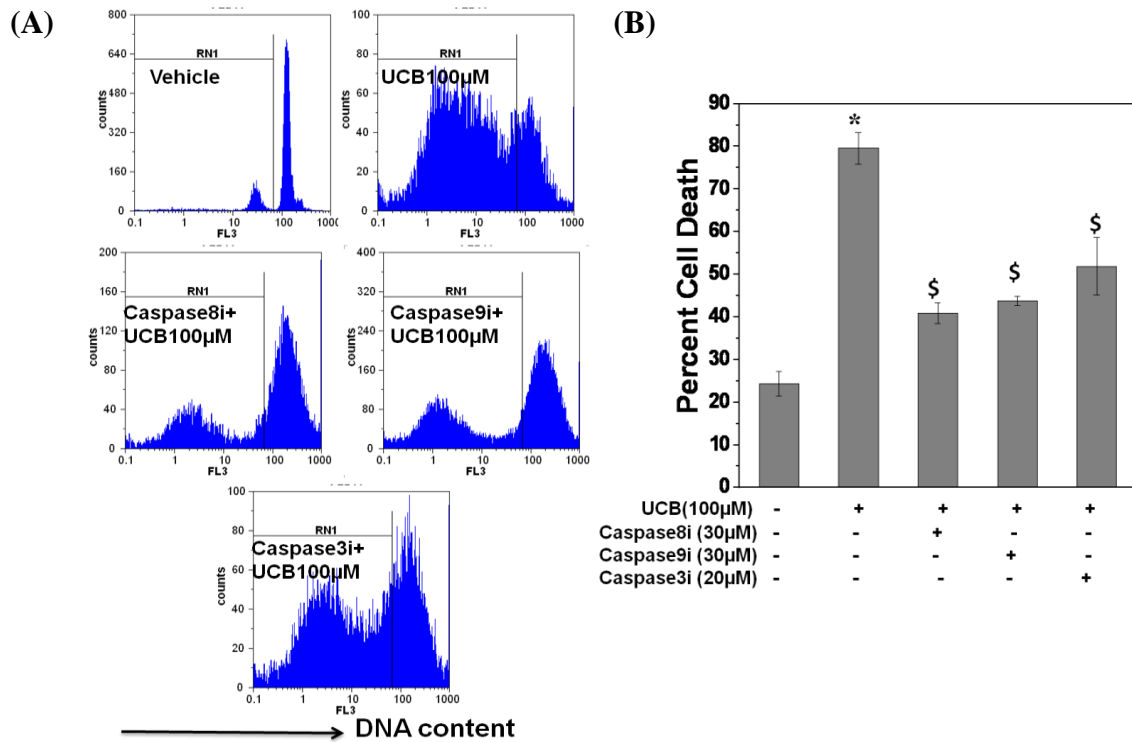 (A)
800
640
480
320
160
0
counts
RN1
Vehicle
0.1 1 10 100 1000
FL3
100
80
60
40
20
0
counts
RN1
UCB100µM
0.1 1 10 100 1000
FL3
200
160
120
80
40
0
counts
RN1
Caspase8i+
UCB100µM
0.1 1 10 100 1000
FL3
400
320
240
160
80
0
counts
RN1
Caspase9i+
UCB100µM
0.1 1 10 100 1000
FL3
100
80
60
40
20
0
counts
RN1
Caspase3i+
UCB100µM
0.1 1 10 100 1000
FL3
DNA content
(B)
Percent Cell Death
90
80
70
60
50
40
30
20
10
0
*
$
$
$
UCB(100µM) - + + + +
Caspase8i (30µM) - - + - -
Caspase9i (30µM) - - - + -
Caspase3i (20µM) - - - - +